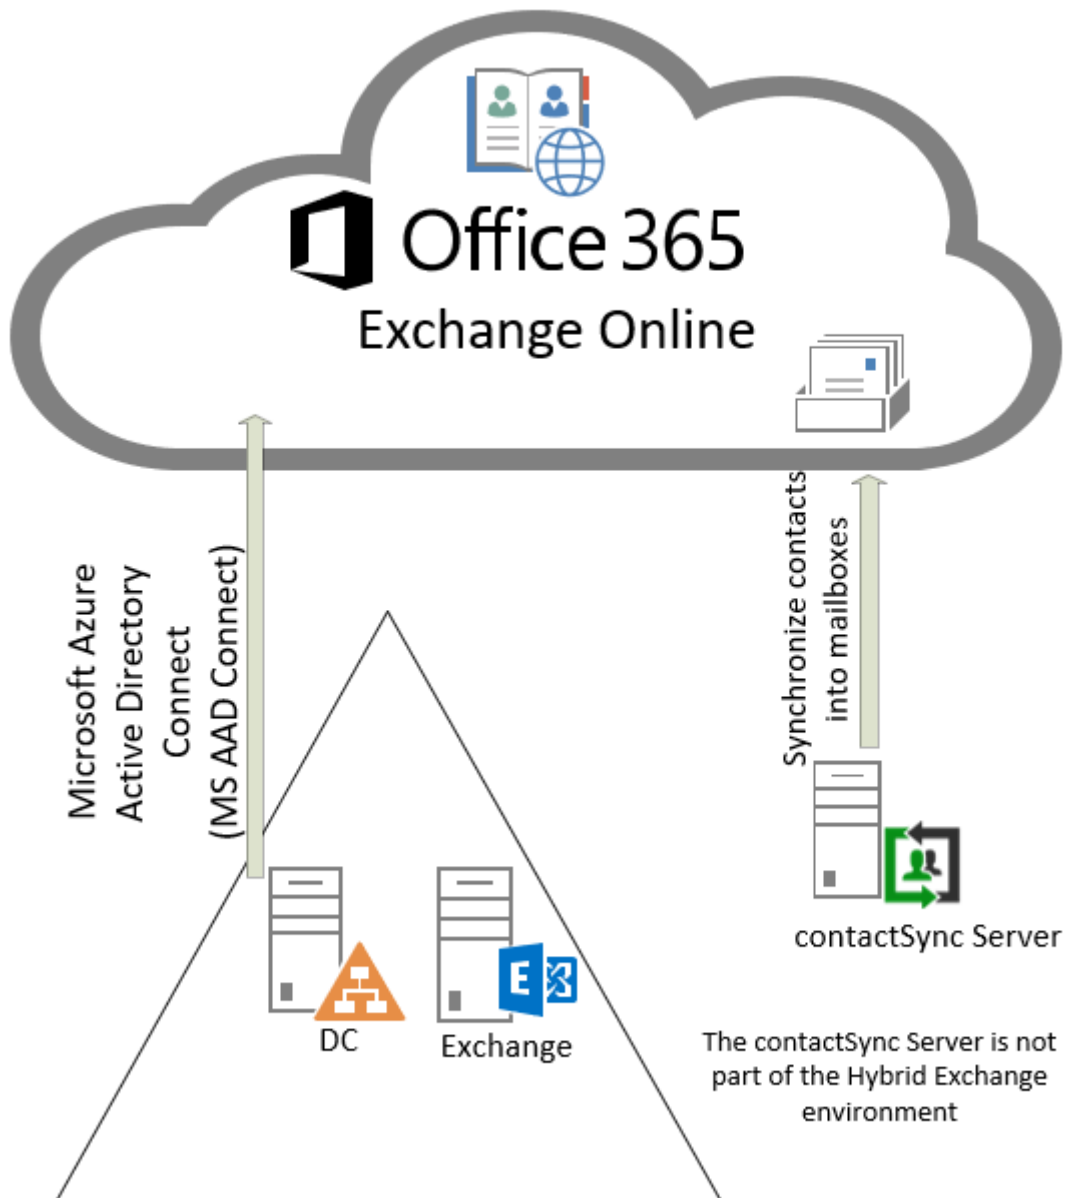 Office 365
Exchange Online
Microsoft Azure
Active Directory
Connect
(MS AAD Connect)
Synchronize contacts
into mailboxes
DC
E
Exchange
contactSync Server
The contactSync Server is not
part of the Hybrid Exchange
environment